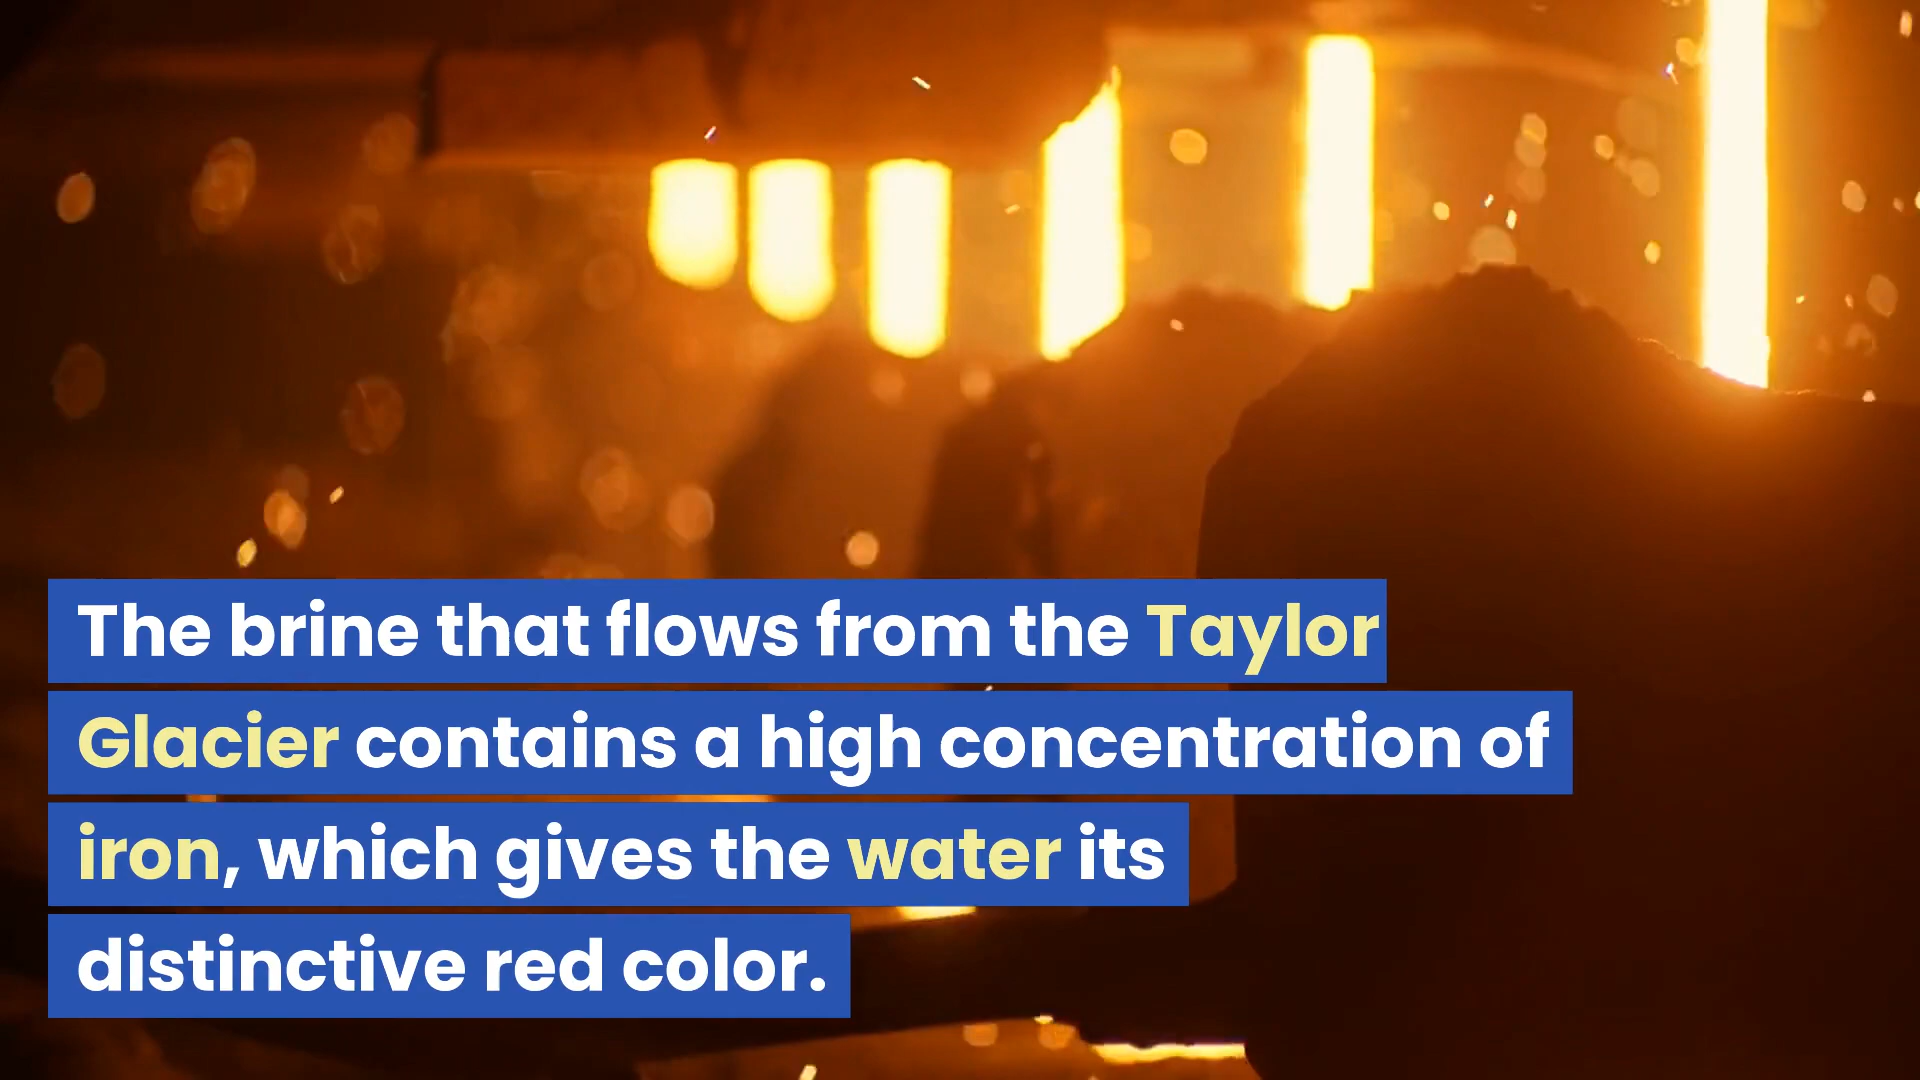 The brine that flows from the Taylor
Glacier contains a high concentration of
iron, which gives the water its
distinctive red color.